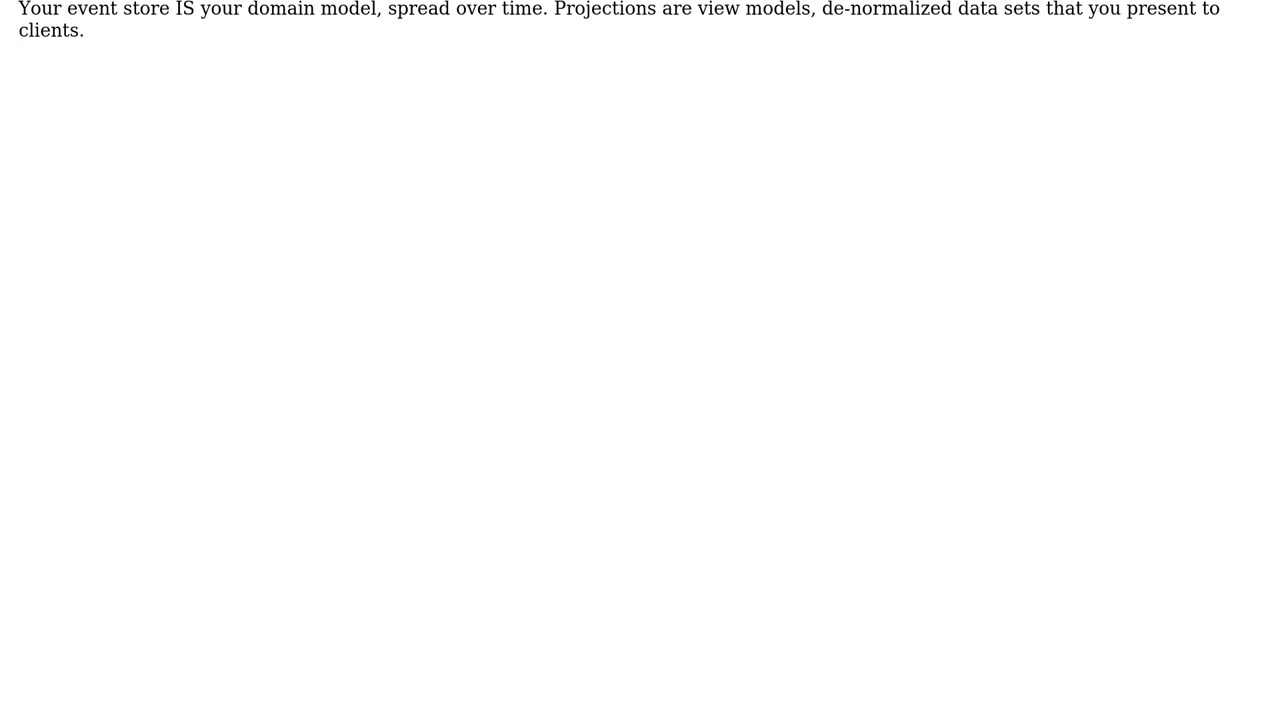 Your event store IS your domain model, spread over time. Projections are view models, de-normalized data sets that you present to
clients.